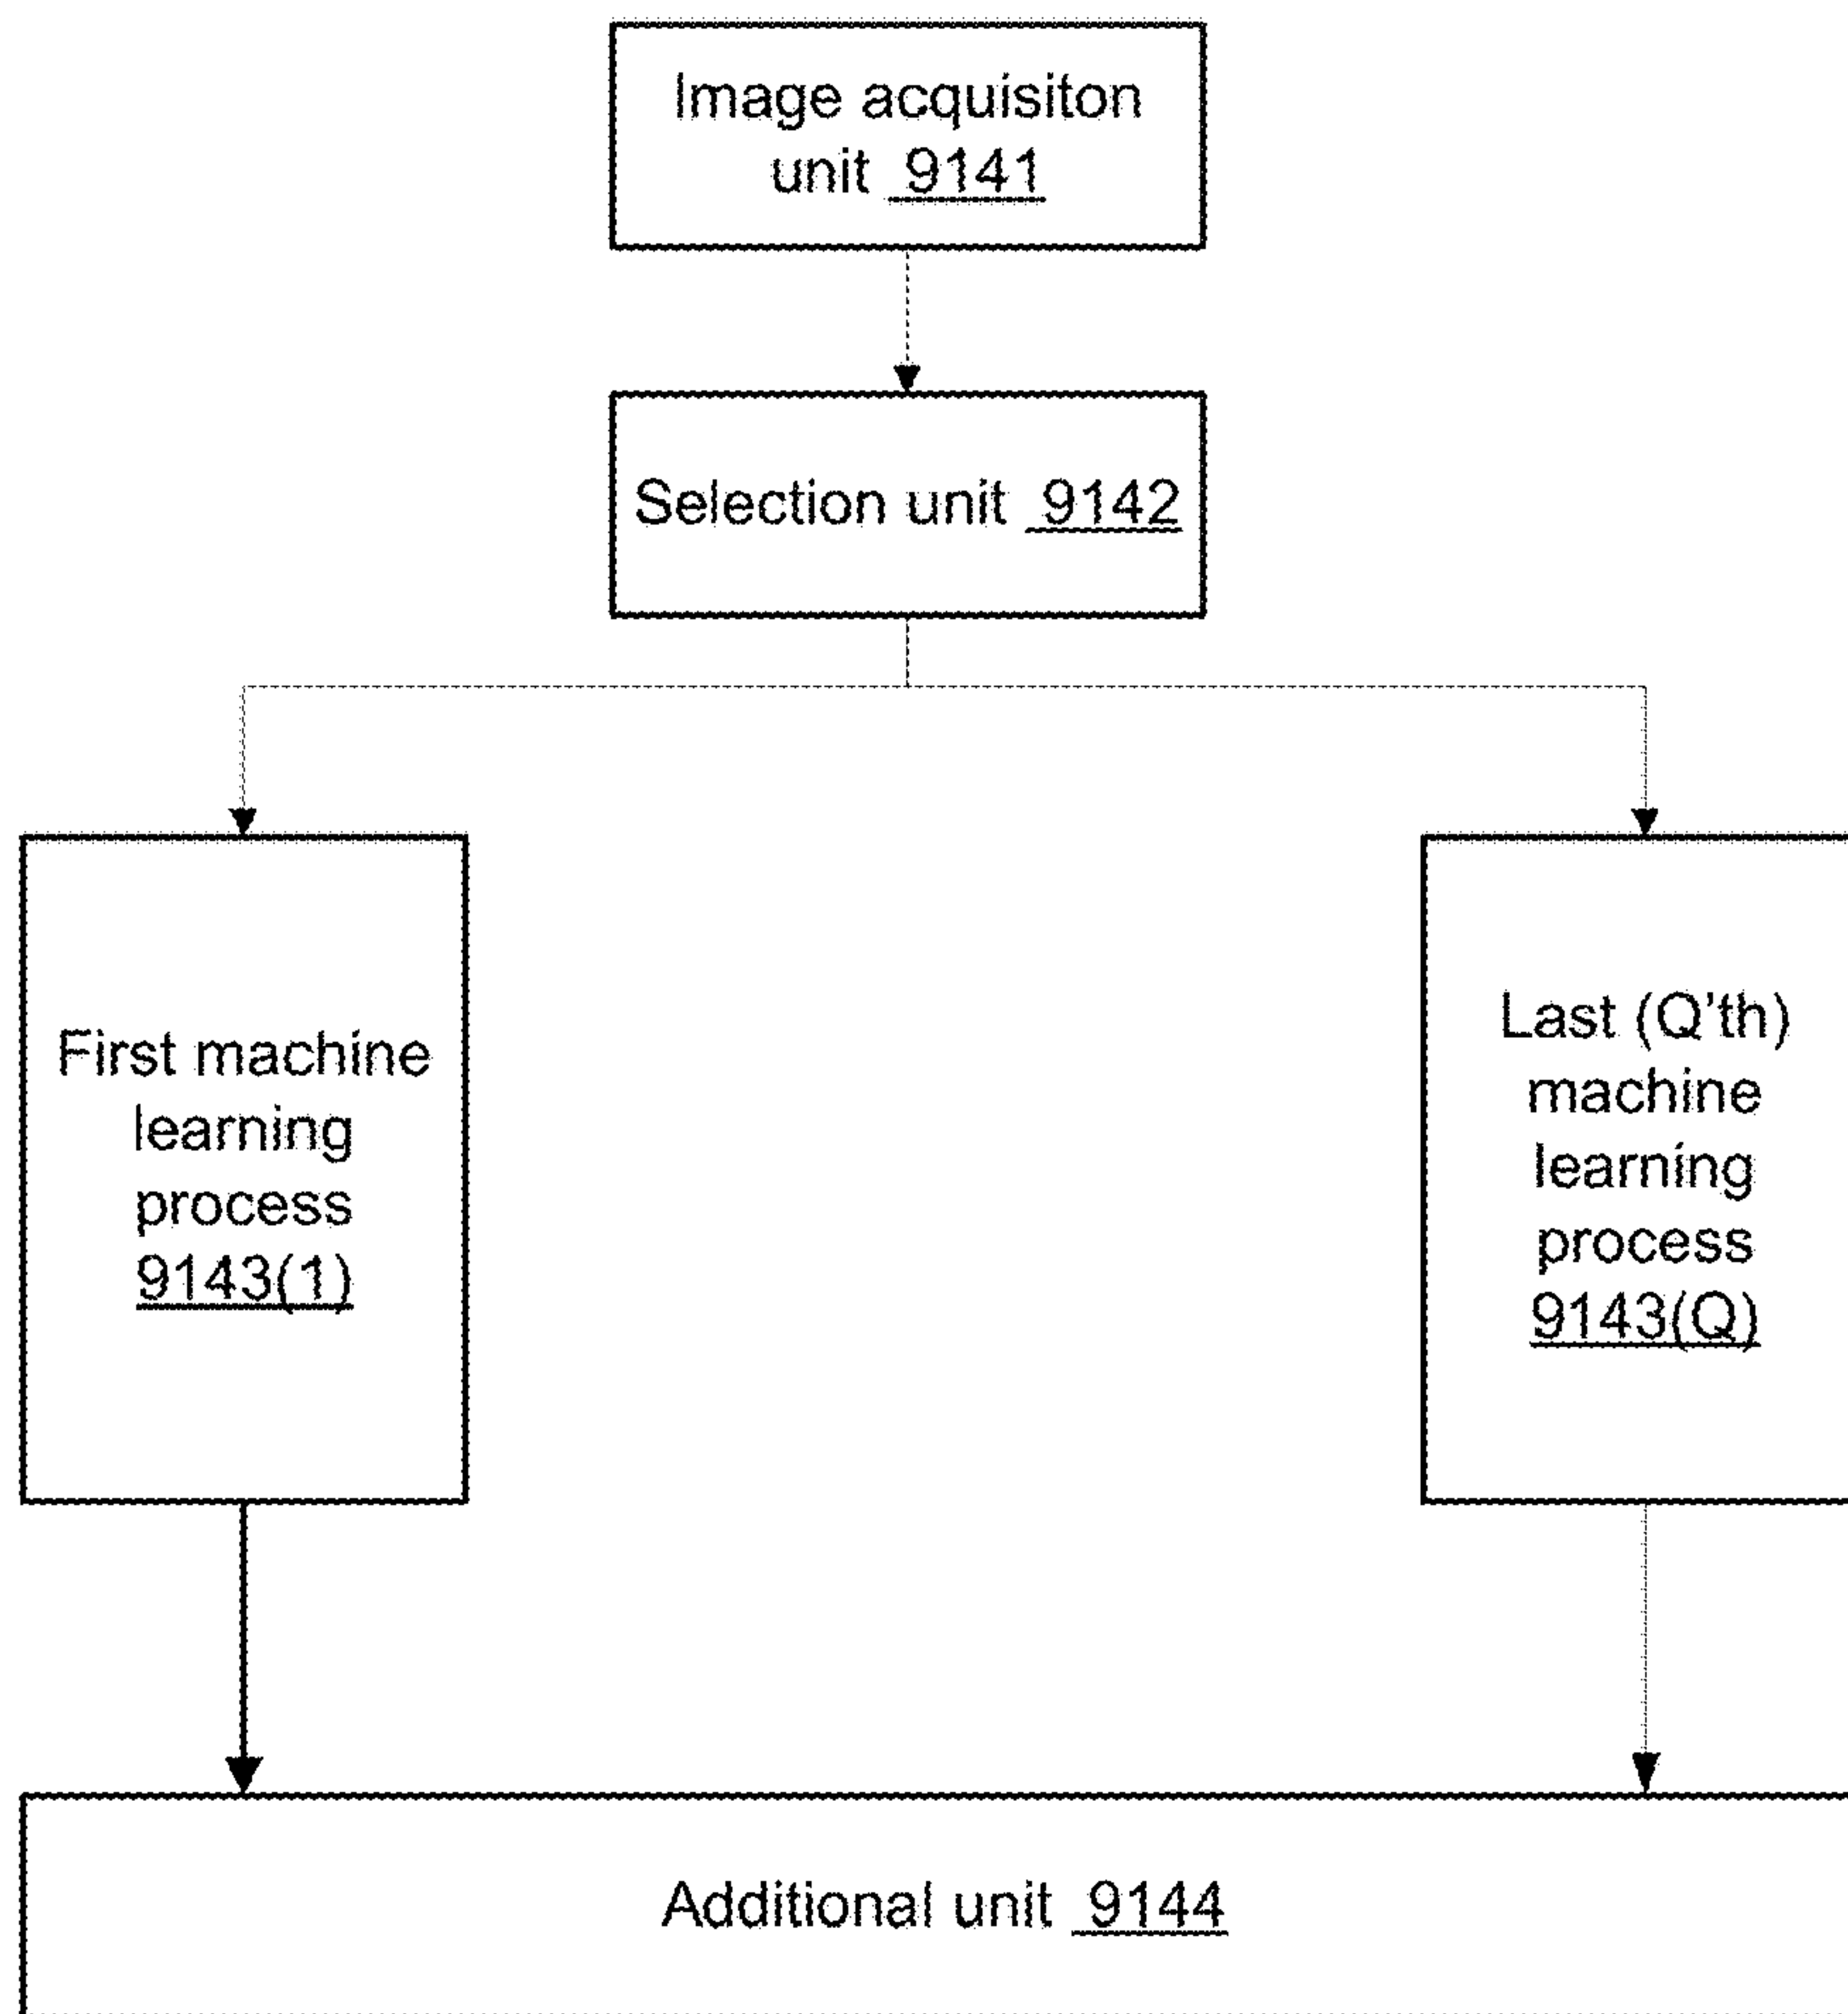 Image acquisiton
unit 9141
Selection unit 9142
First machine
learning
process
9143(1)
Last (Q’th)
machine
learning
process
9143(Q)
Additional unit 9144